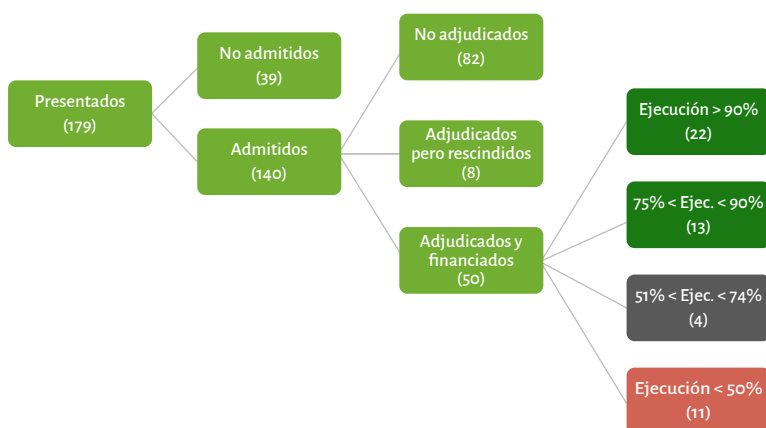 Presentados
(179)
No admitidos
(39)
Admitidos
(140)
No adjudicados
(82)
Adjudicados
pero rescindidos
(8)
Adjudicados y
financiados
(50)
Ejecución > 90%
(22)
75% < Ejec. < 90%
(13)
51% < Ejec. < 74%
(4)
Ejecución < 50%
(11)